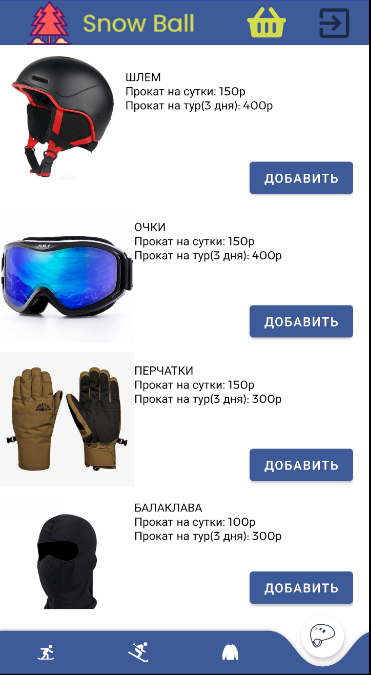 Snow Ball
ШЛЕМ
Прокат на сутки: 150р
Прокат на тур(3 дня): 400р
ДОБАВИТЬ
ОЧКИ
Прокат на сутки: 150р
Прокат на тур(3 дня): 400р
ДОБАВИТЬ
ПЕРЧАТКИ
Прокат на сутки: 150р
Прокат на тур(3 дня): 300р
ДОБАВИТЬ
БАЛАКЛАВА
Прокат на сутки: 100р
Прокат на тур(3 дня): 300р
ДОБАВИТЬ